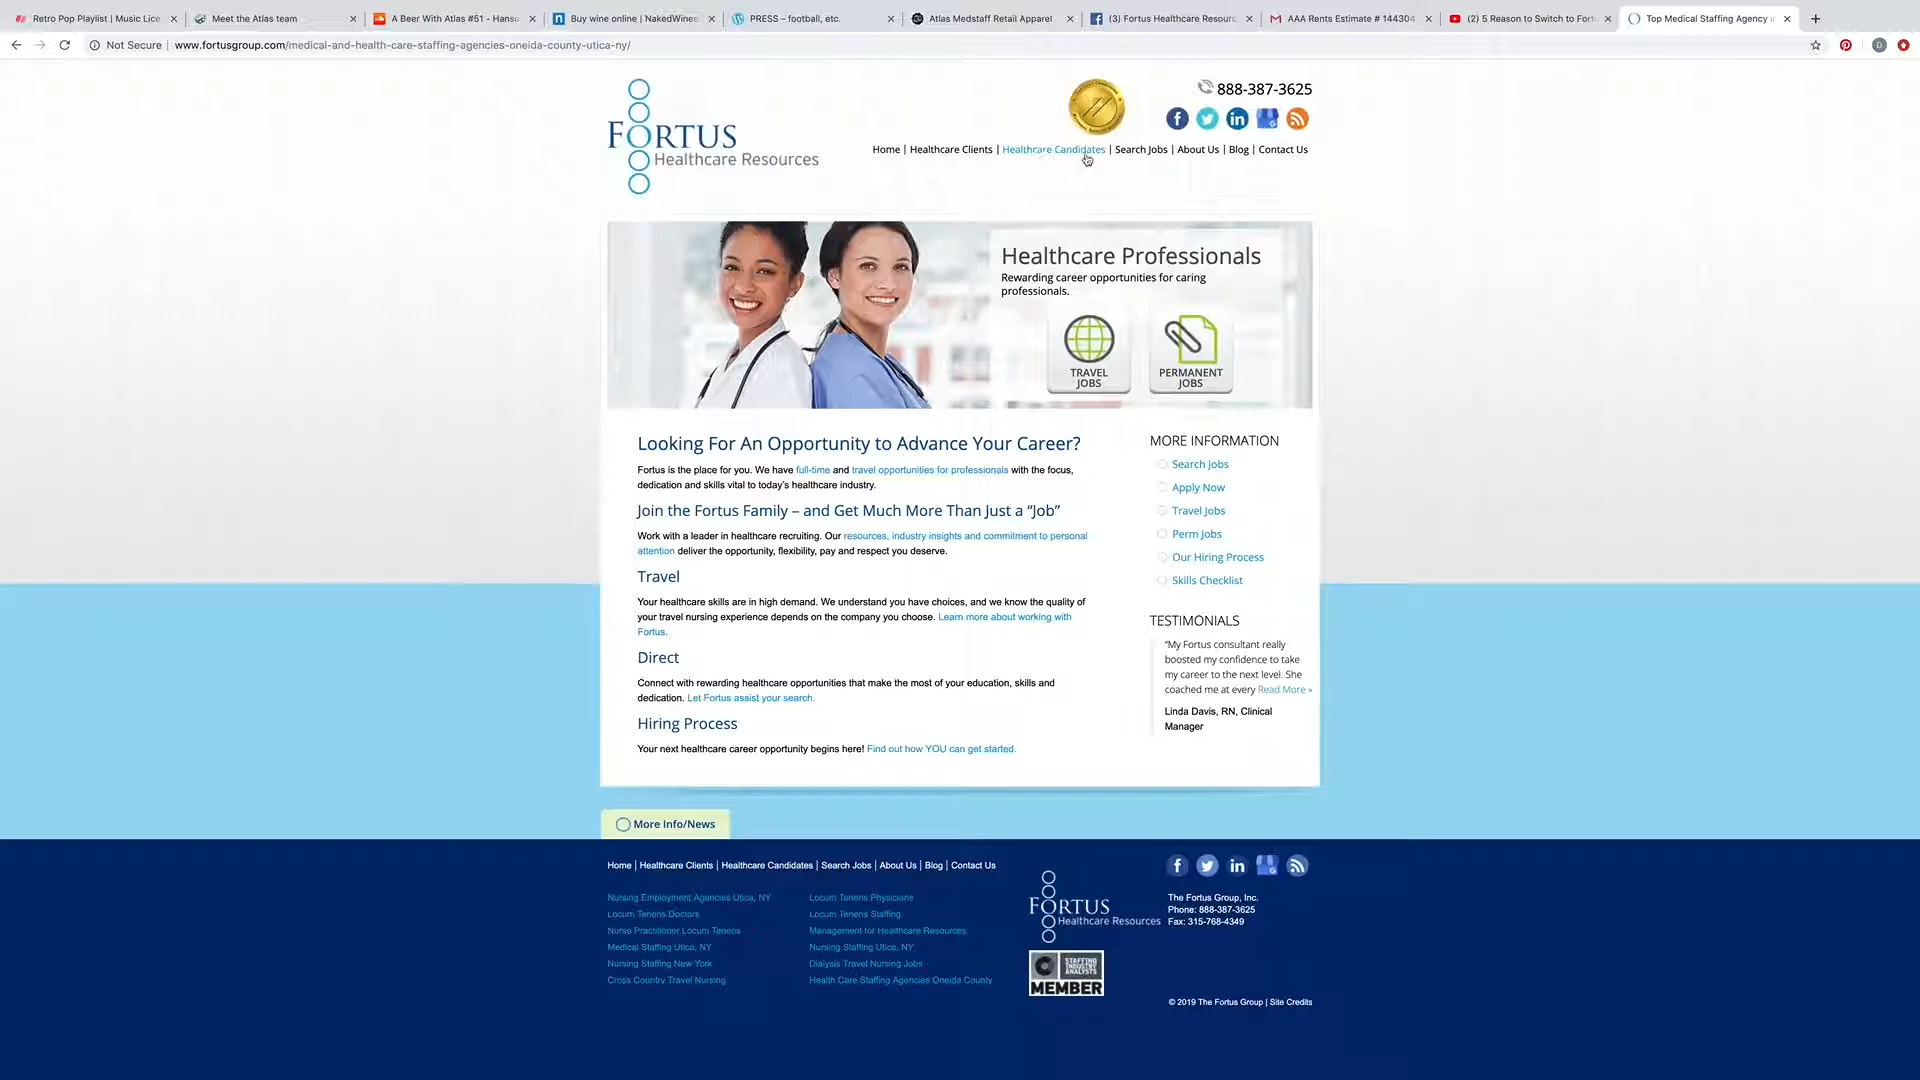 Retro Pop Playlist | Music Lice
Meet the Atlas team
A Beer With Atlas #51 - Hanso
Buy wine online | NakedWines
PRESS – football, etc.
Atlas Medstaff Retail Apparel
(3) Fortus Healthcare Resourc
AAA Rents Estimate # 144304
(2) 5 Reason to Switch to Fort
Top Medical Staffing Agency i
Not Secure | www.fortusgroup.com/medical-and-health-care-staffing-agencies-oneida-county-utica-ny/
FORTUS
Healthcare Resources
888-387-3625
Home | Healthcare Clients | Healthcare Candidates | Search Jobs | About Us | Blog | Contact Us
Healthcare Professionals
Rewarding career opportunities for caring
professionals.
TRAVEL
JOBS
PERMANENT
JOBS
Looking For An Opportunity to Advance Your Career?
Fortus is the place for you. We have full-time and travel opportunities for professionals with the focus,
dedication and skills vital to today's healthcare industry.
Join the Fortus Family – and Get Much More Than Just a “Job”
Work with a leader in healthcare recruiting. Our resources, industry insights and commitment to personal
attention deliver the opportunity, flexibility, pay and respect you deserve.
Travel
Your healthcare skills are in high demand. We understand you have choices, and we know the quality of
your travel nursing experience depends on the company you choose. Learn more about working with
Fortus.
Direct
Connect with rewarding healthcare opportunities that make the most of your education, skills and
dedication. Let Fortus assist your search.
Hiring Process
Your next healthcare career opportunity begins here! Find out how YOU can get started.
MORE INFORMATION
Search Jobs
Apply Now
Travel Jobs
Perm Jobs
Our Hiring Process
Skills Checklist
TESTIMONIALS
“My Fortus consultant really
boosted my confidence to take
my career to the next level. She
coached me at every Read More »
Linda Davis, RN, Clinical
Manager
More Info/News
Home | Healthcare Clients | Healthcare Candidates | Search Jobs | About Us | Blog | Contact Us
Nursing Employment Agencies Utica, NY
Locum Tenens Doctors
Nurse Practitioner Locum Tenens
Medical Staffing Utica, NY
Nursing Staffing New York
Cross Country Travel Nursing
Locum Tenens Physicians
Locum Tenens Staffing
Management for Healthcare Resources
Nursing Staffing Utica, NY
Dialysis Travel Nursing Jobs
Health Care Staffing Agencies Oneida County
FORTUS
Healthcare Resources
STAFFING
INDUSTRY
ANALYSTS
MEMBER
The Fortus Group, Inc.
Phone: 888-387-3625
Fax: 315-768-4349
© 2019 The Fortus Group | Site Credits